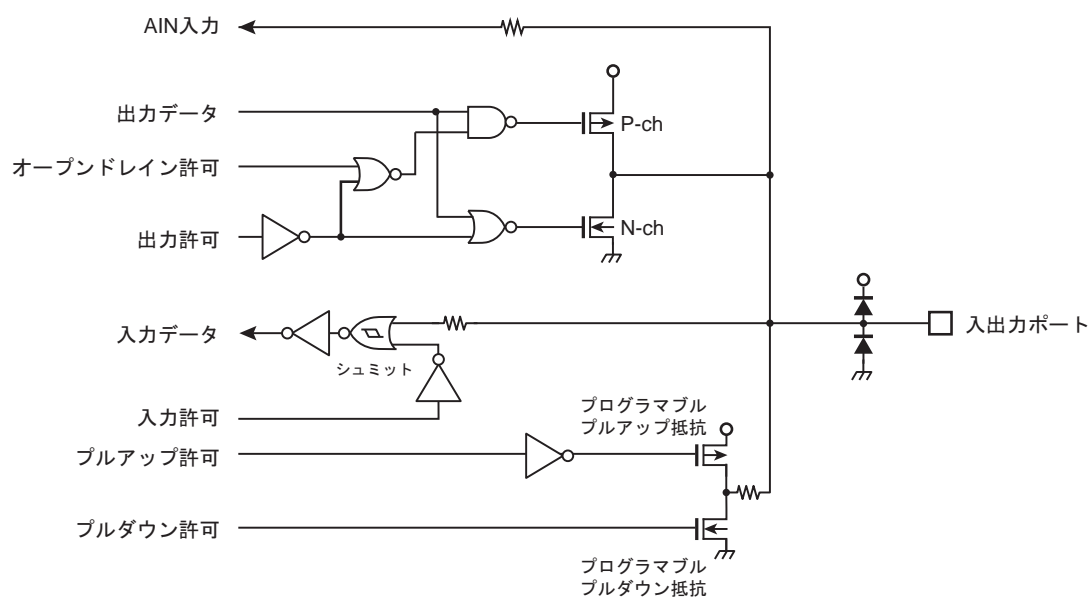 AIN入力
出力データ
P-ch
オープンドレイン許可
N-ch
出力許可
入力データ
シュミット
入出力ポート
入力許可
プログラマブル
プルアップ抵抗
プルアップ許可
プルダウン許可
プログラマブル
プルダウン抵抗